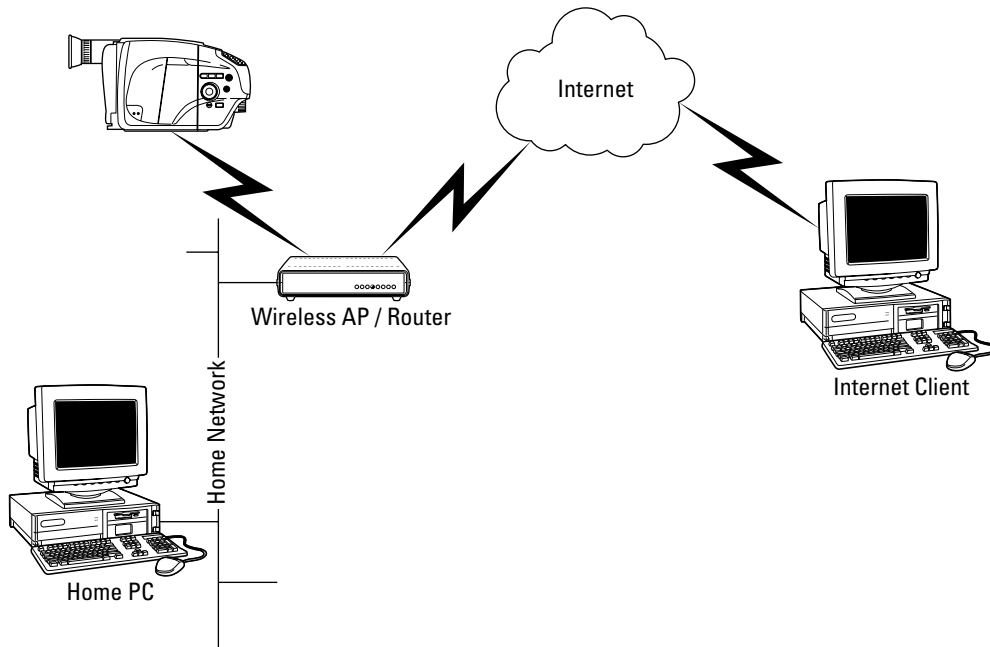 Internet
Wireless AP / Router
Internet Client
Home Network
Home PC